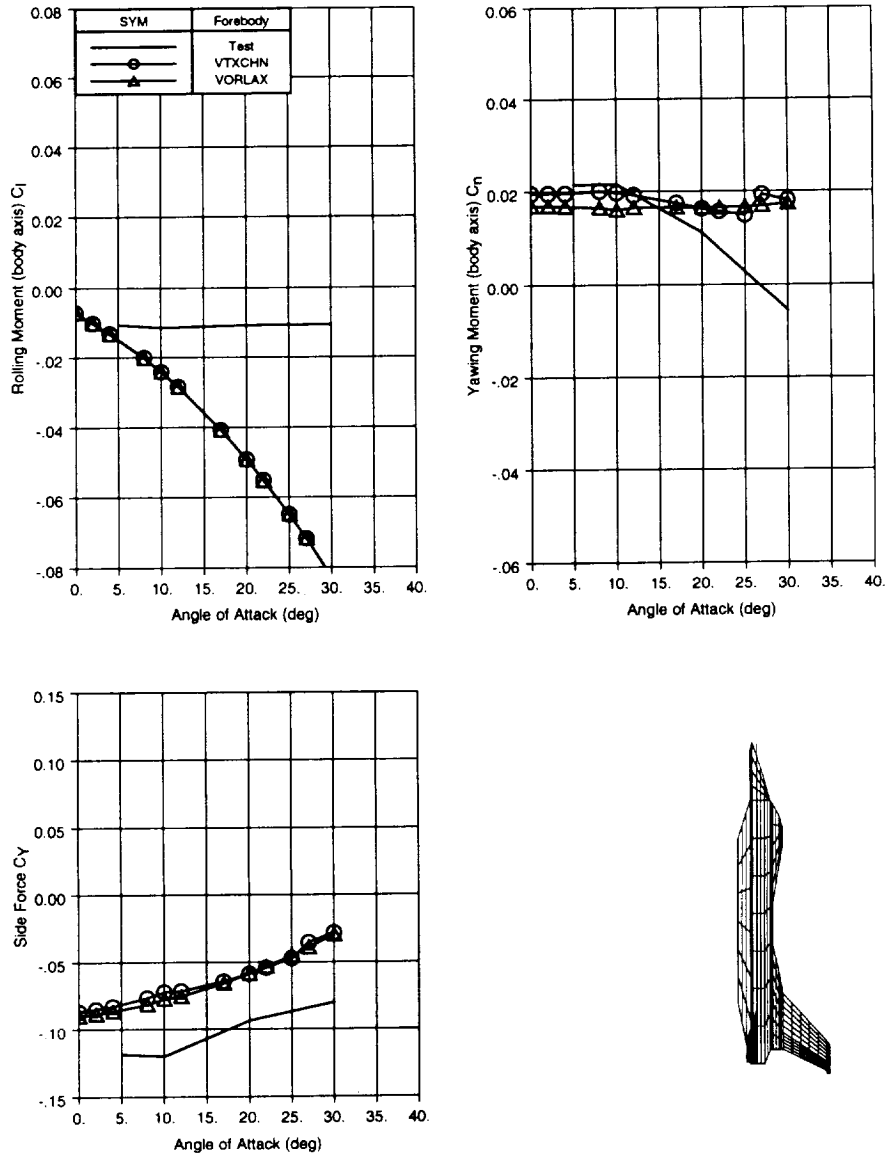 SYM Forebody
Test
VTXCHN
VORLAX
0.08
0.06
0.04
0.02
0.00
-.02
-.04
-.06
-.08
Rolling Moment (body axis) Cl
0. 5. 10. 15. 20. 25. 30. 35. 40.
Angle of Attack (deg)
0.06
0.04
0.02
0.00
-.02
-.04
-.06
Yawing Moment (body axis) Cn
0. 5. 10. 15. 20. 25. 30. 35. 40.
Angle of Attack (deg)
0.15
0.10
0.05
0.00
-.05
-.10
-.15
Side Force CY
0. 5. 10. 15. 20. 25. 30. 35. 40.
Angle of Attack (deg)